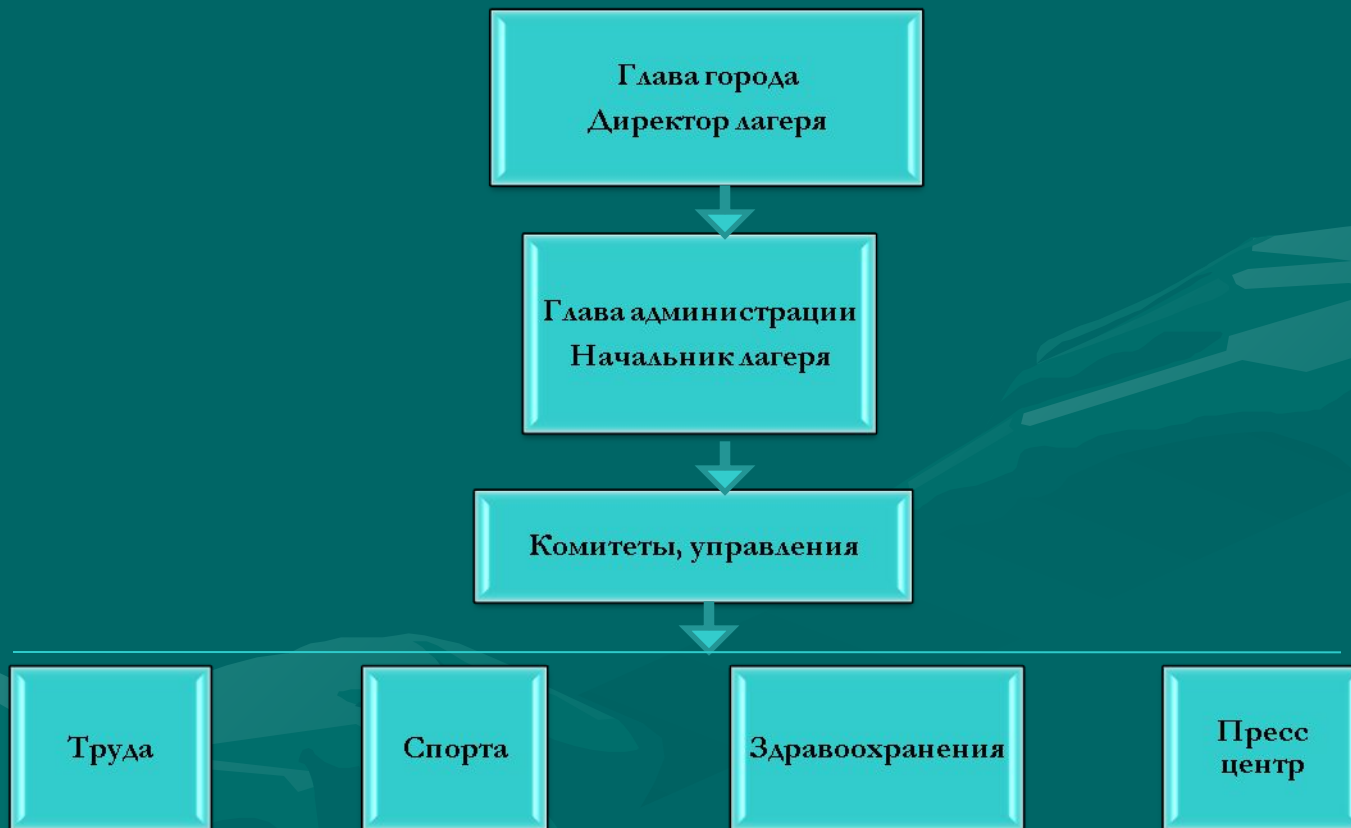 Глава города
Директор лагеря
Глава администрации
Начальник лагеря
Комитеты, управления
Труда
Спорта
Здравоохранения
Пресс
центр